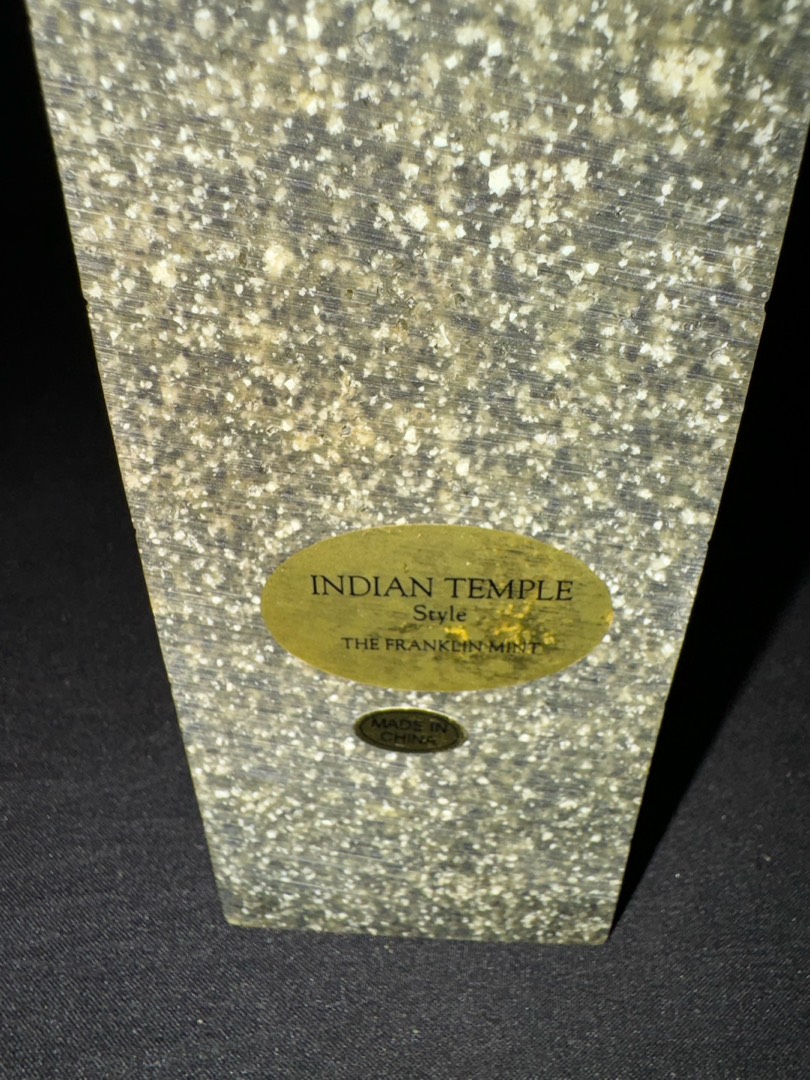 INDIAN TEMPLE
Style
THE FRANKLIN MINT
MADE IN
CHINA